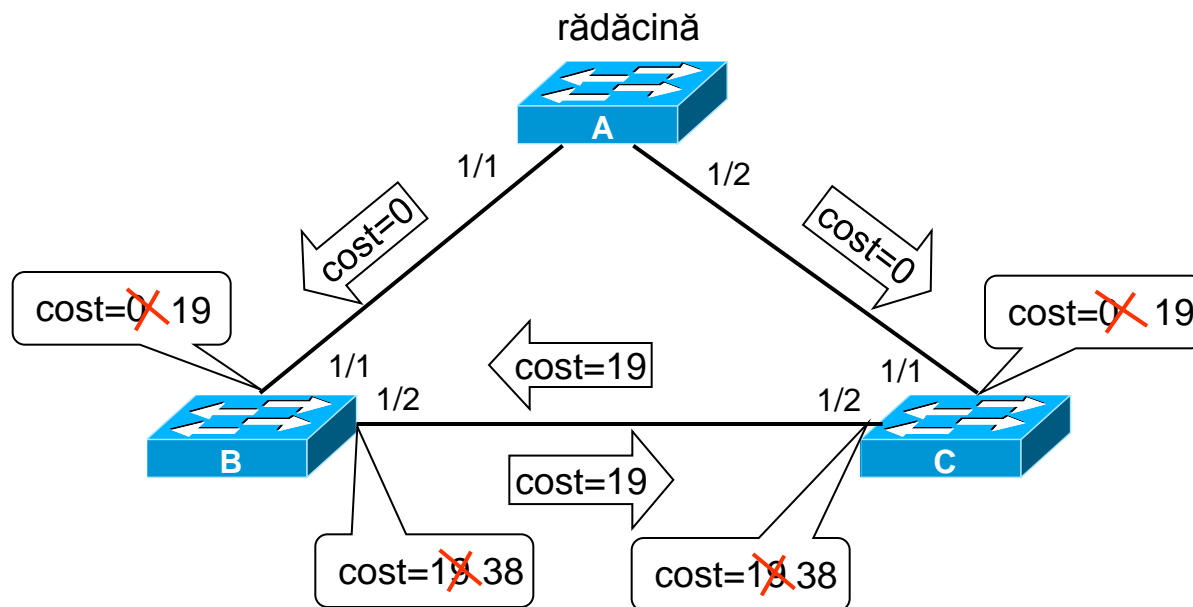 rădăcină
A
1/1
1/2
cost=0
cost=0
cost=0 19
cost=0 19
1/1
1/2
cost=19
1/1
1/2
B
C
cost=19
cost=19 38
cost=19 38